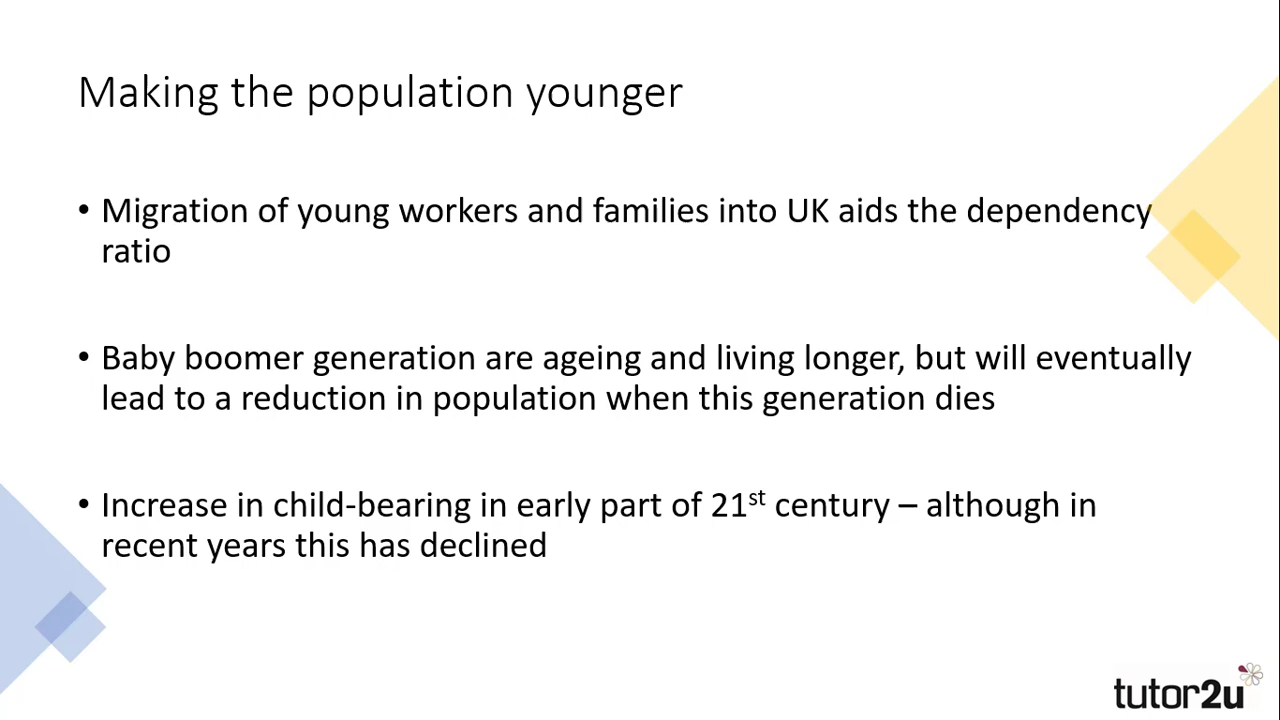 Making the population younger
• Migration of young workers and families into UK aids the dependency
ratio
• Baby boomer generation are ageing and living longer, but will eventually
lead to a reduction in population when this generation dies
• Increase in child-bearing in early part of 21st century – although in
recent years this has declined
tutor2u